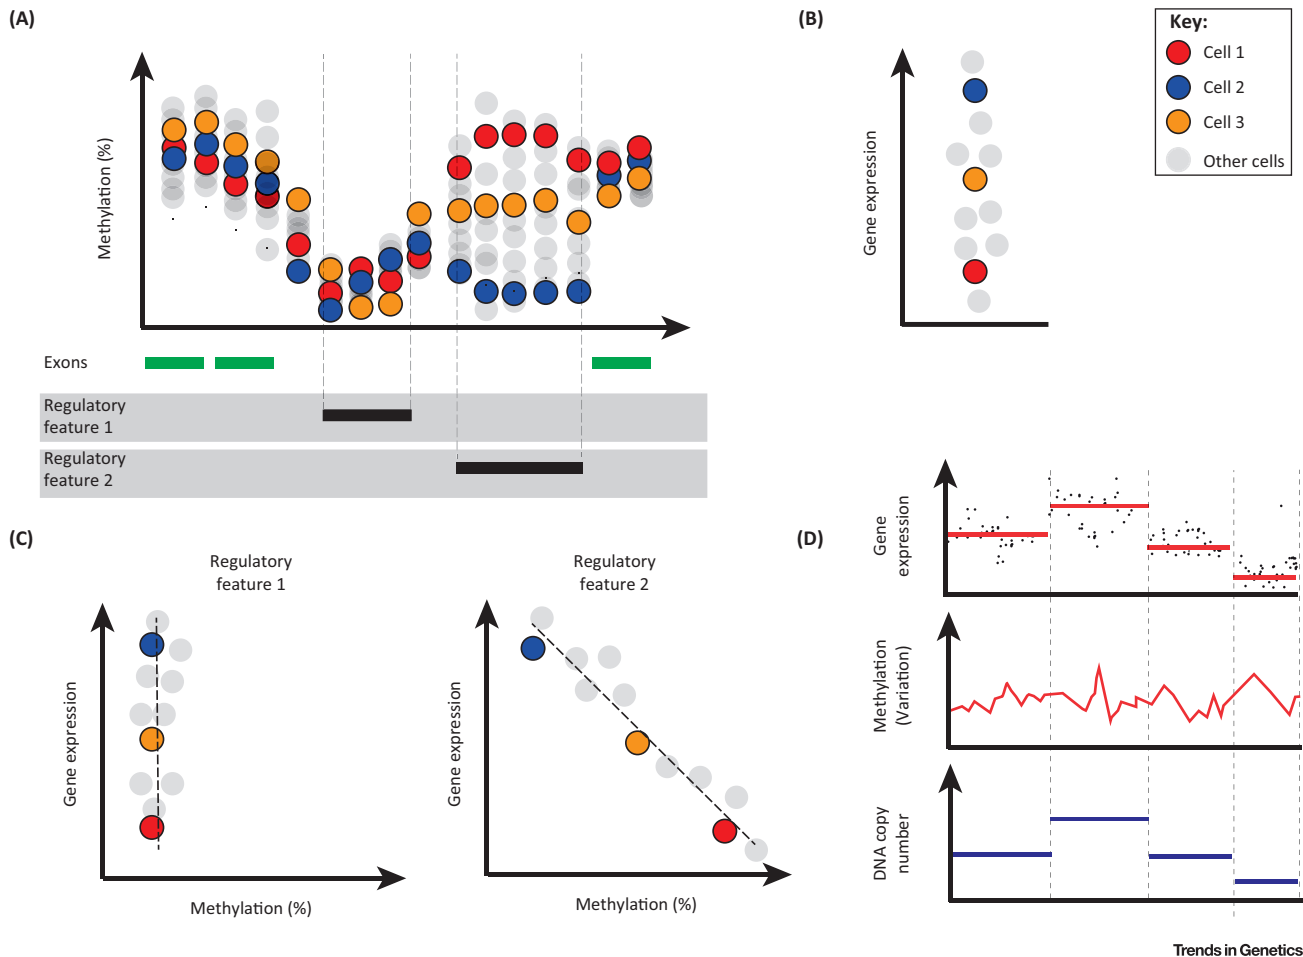 (A)
Methylation (%)
Exons
Regulatory
feature 1
Regulatory
feature 2
(B)
Gene expression
Key:
Cell 1
Cell 2
Cell 3
Other cells
(C)
Regulatory
feature 1
Gene expression
Methylation (%)
Regulatory
feature 2
Gene expression
Methylation (%)
(D)
Gene
expression
Methylation
(Variation)
DNA copy
number
Trends in Genetics